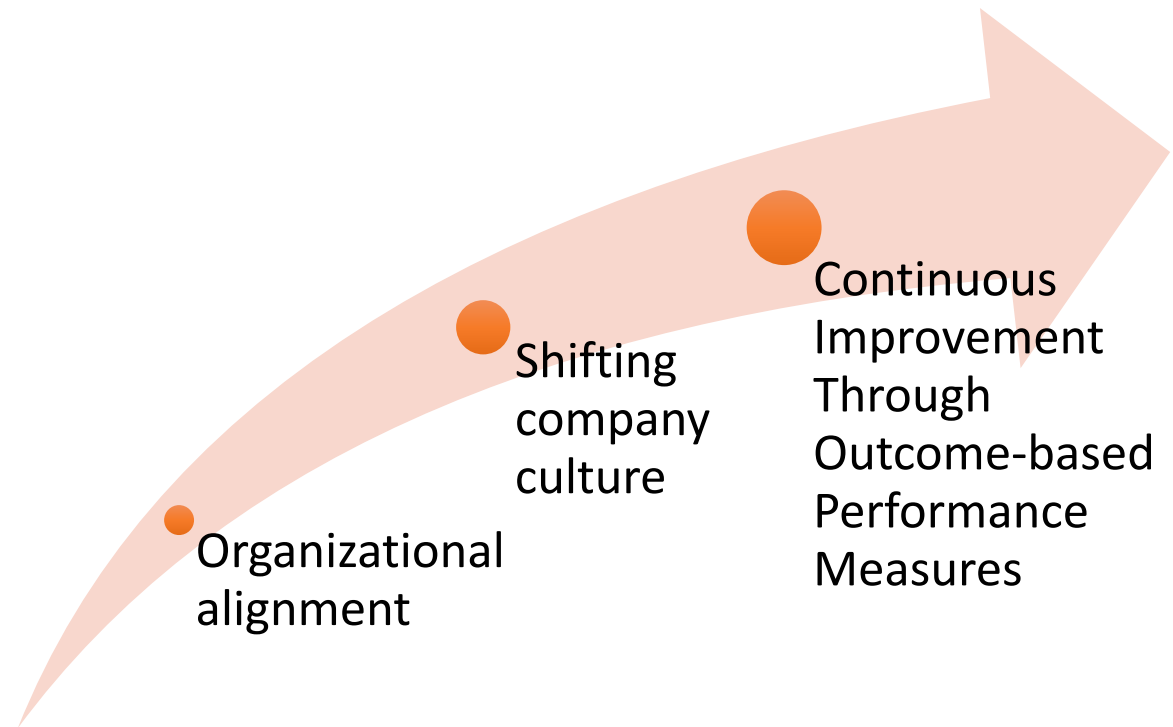 Organizational
alignment
Shifting
company
culture
Continuous
Improvement
Through
Outcome-based
Performance
Measures